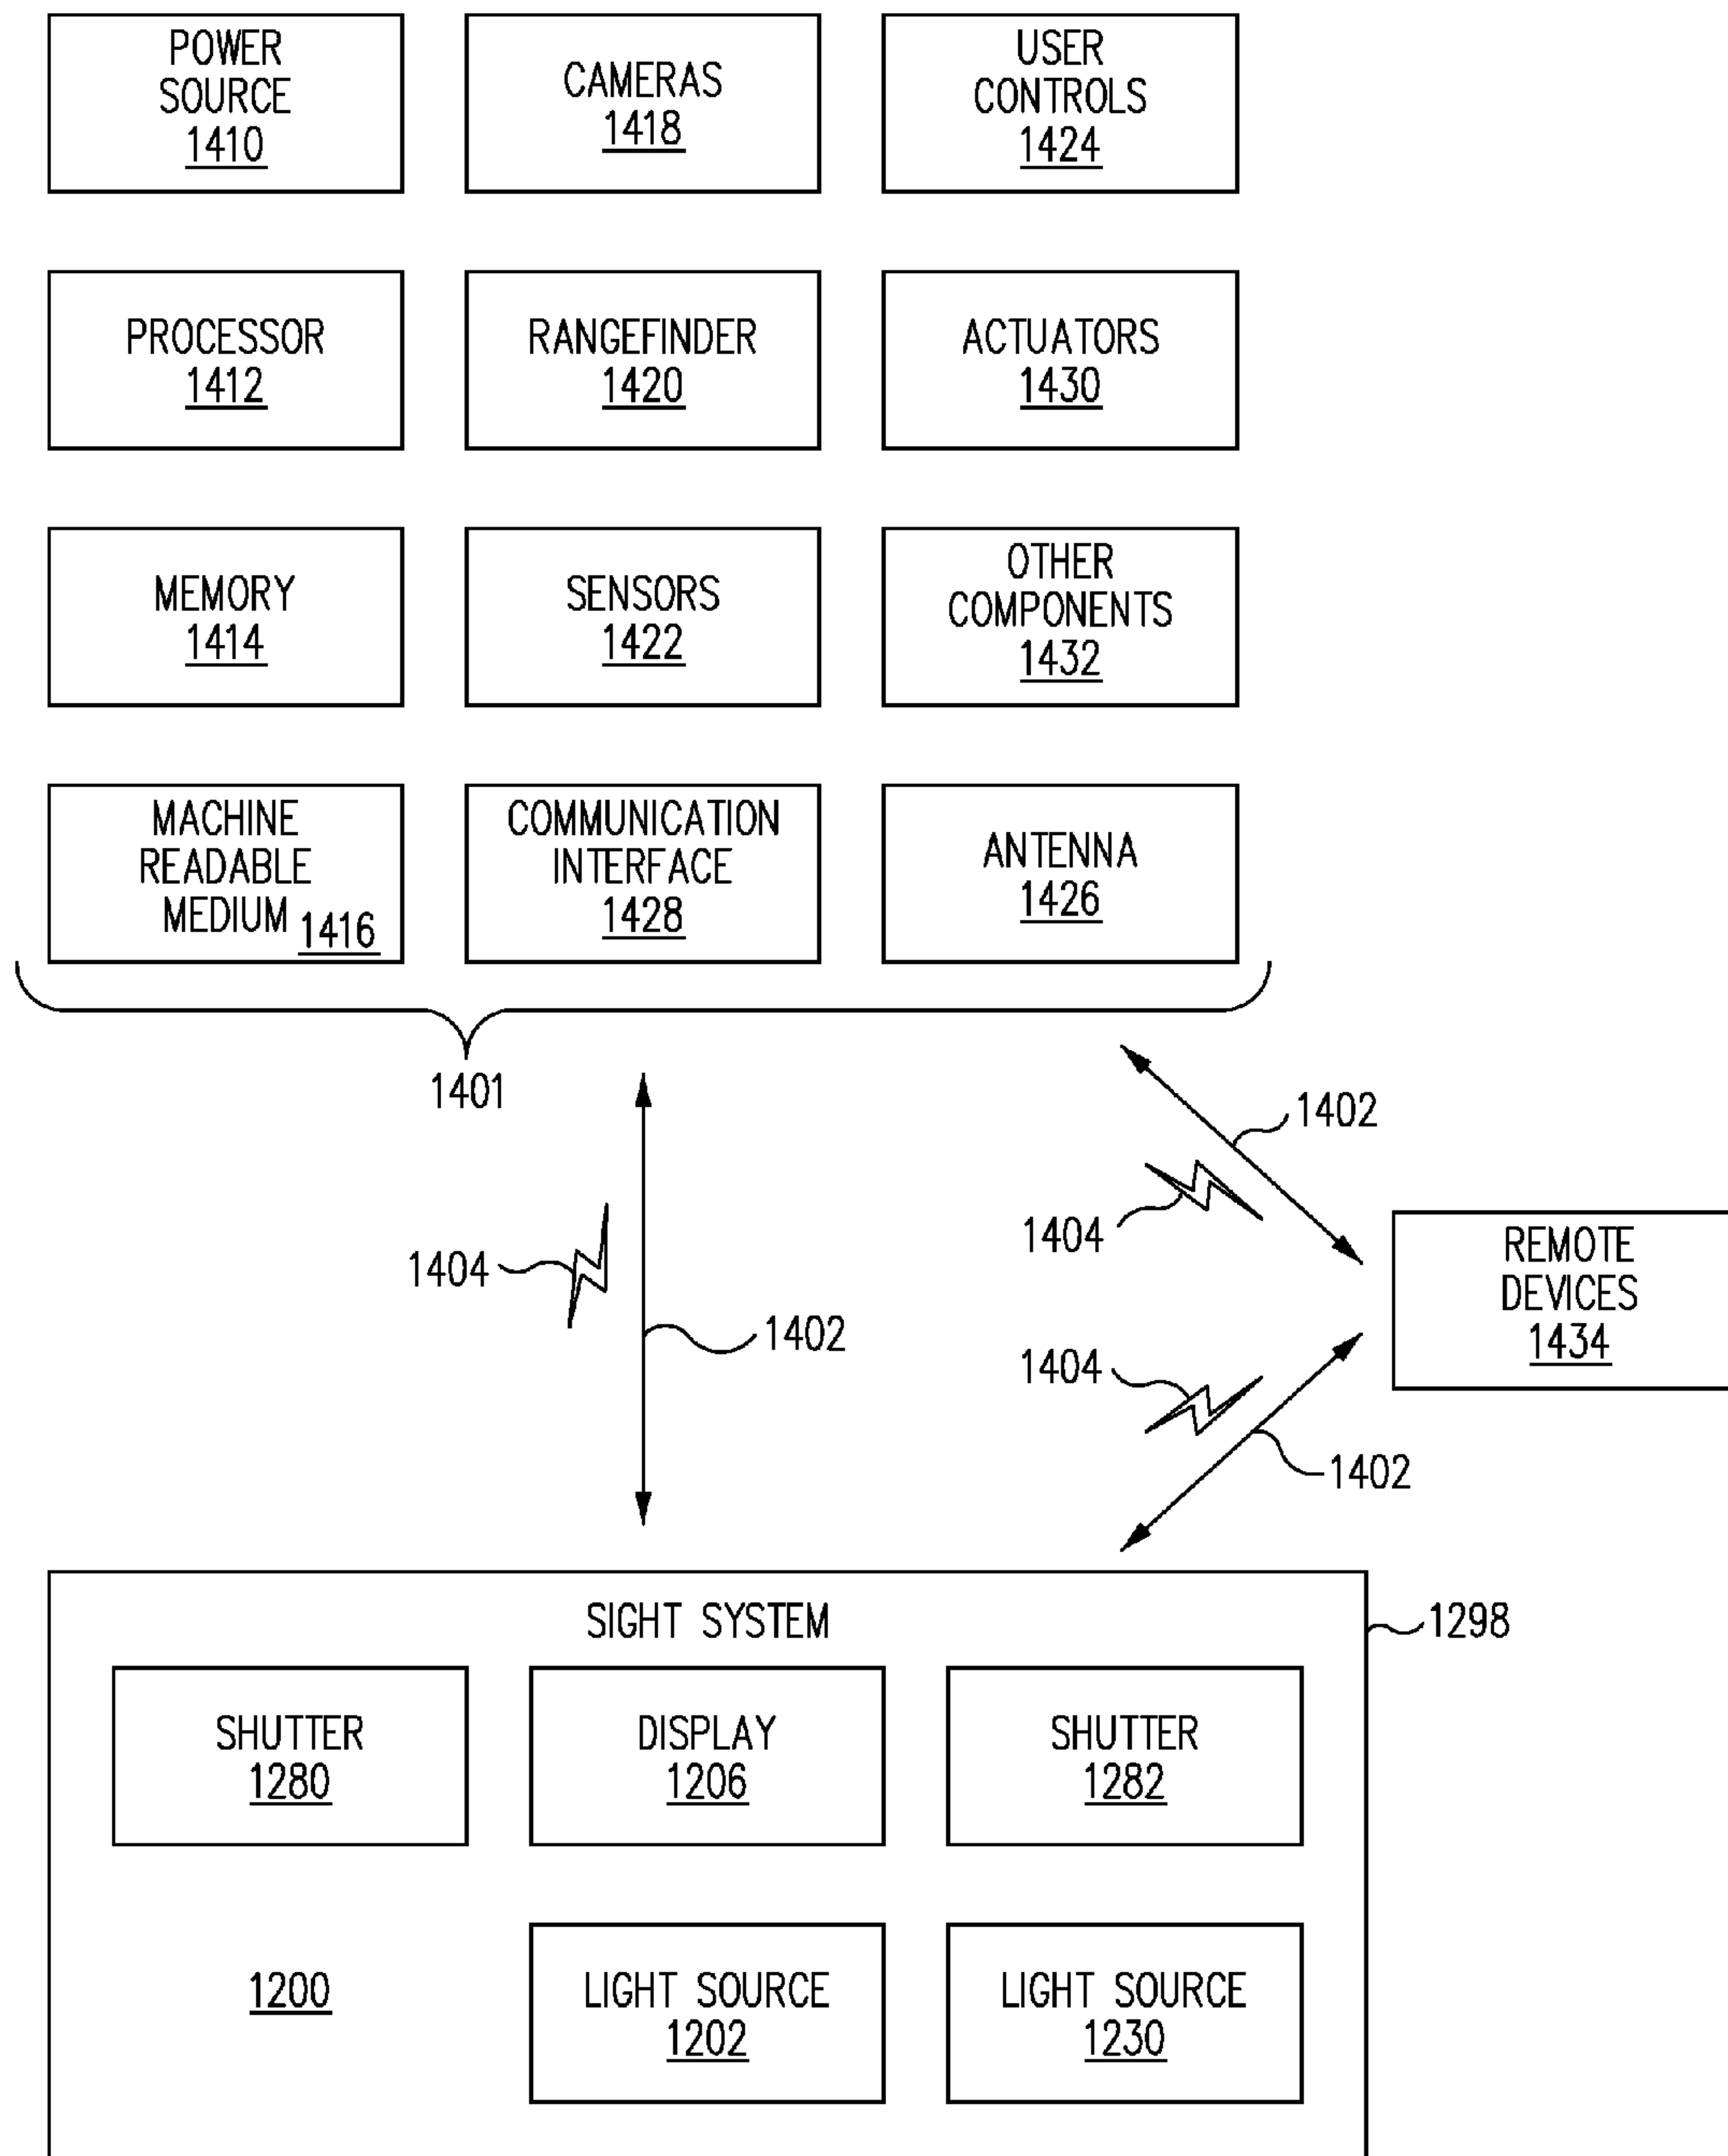 POWER
SOURCE
1410
CAMERAS
1418
USER
CONTROLS
1424
PROCESSOR
1412
RANGEFINDER
1420
ACTUATORS
1430
MEMORY
1414
SENSORS
1422
OTHER
COMPONENTS
1432
MACHINE
READABLE
MEDIUM 1416
COMMUNICATION
INTERFACE
1428
ANTENNA
1426
1401
1402
1404
1404
1402
REMOTE
DEVICES
1434
1404
1402
SIGHT SYSTEM
1298
SHUTTER
1280
DISPLAY
1206
SHUTTER
1282
1200
LIGHT SOURCE
1202
LIGHT SOURCE
1230